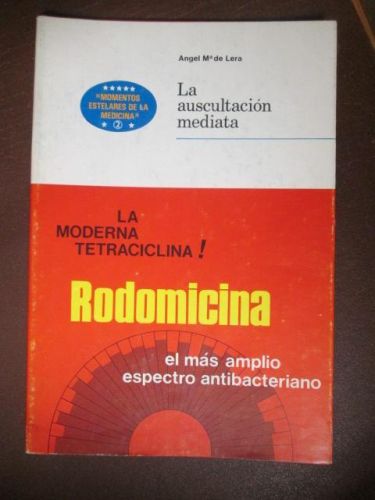 Angel Mª de Lera
★★★★★
"MOMENTOS
ESTELARES DE LA
MEDICINA"
2
La
auscultación
mediata
LA
MODERNA
TETRACICLINA!
Rodomicina
el más amplio
espectro antibacteriano